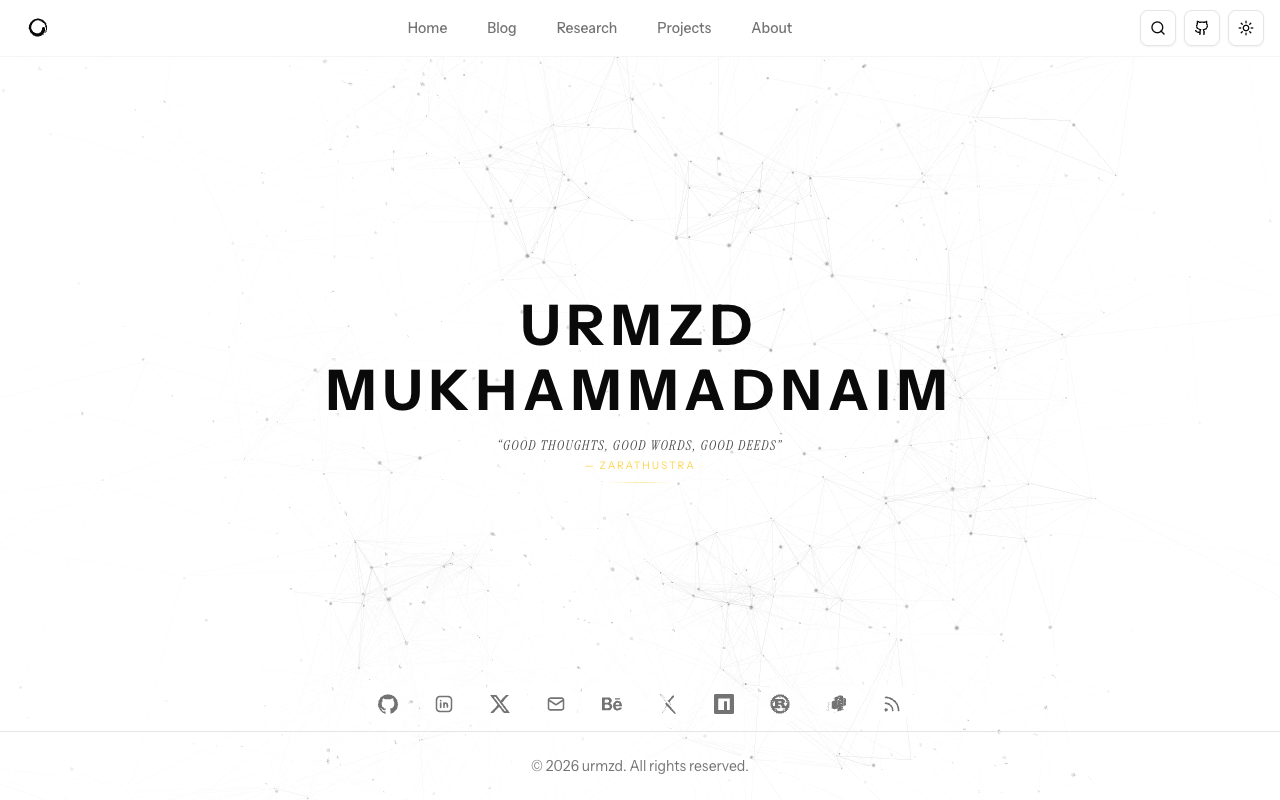 Home Blog Research Projects About
URMZD
MUKHAMMADNAIM
“GOOD THOUGHTS, GOOD WORDS, GOOD DEEDS”
— ZARATHUSTRA
© 2026 urmzd. All rights reserved.